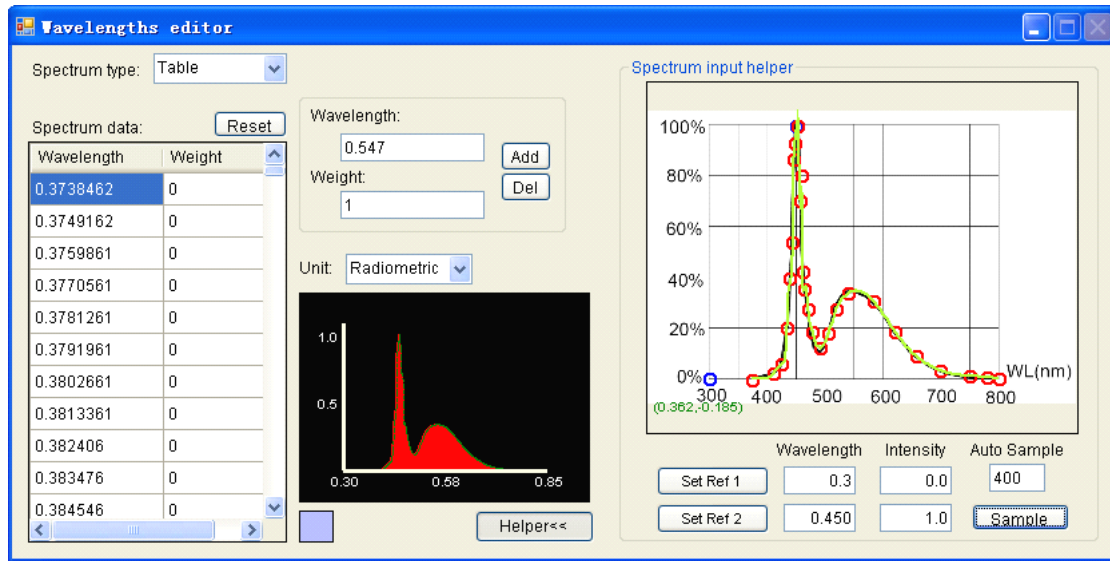 Wavelengths editor
Spectrum type: Table
Spectrum data: Reset
Wavelength Weight
0.3738462 0
0.3749162 0
0.3759861 0
0.3770561 0
0.3781261 0
0.3791961 0
0.3802661 0
0.3813361 0
0.382406 0
0.383476 0
0.384546 0
Wavelength:
0.547
Add
Weight:
Del
1
Unit: Radiometric
1.0
0.5
0.30 0.58 0.85
Helper<<
Spectrum input helper
100%
80%
60%
40%
20%
0%
WL(nm)
300 400 500 600 700 800
(0.362,-0.185)
Wavelength Intensity Auto Sample
Set Ref 1 0.3 0.0 400
Set Ref 2 0.450 1.0 Sample